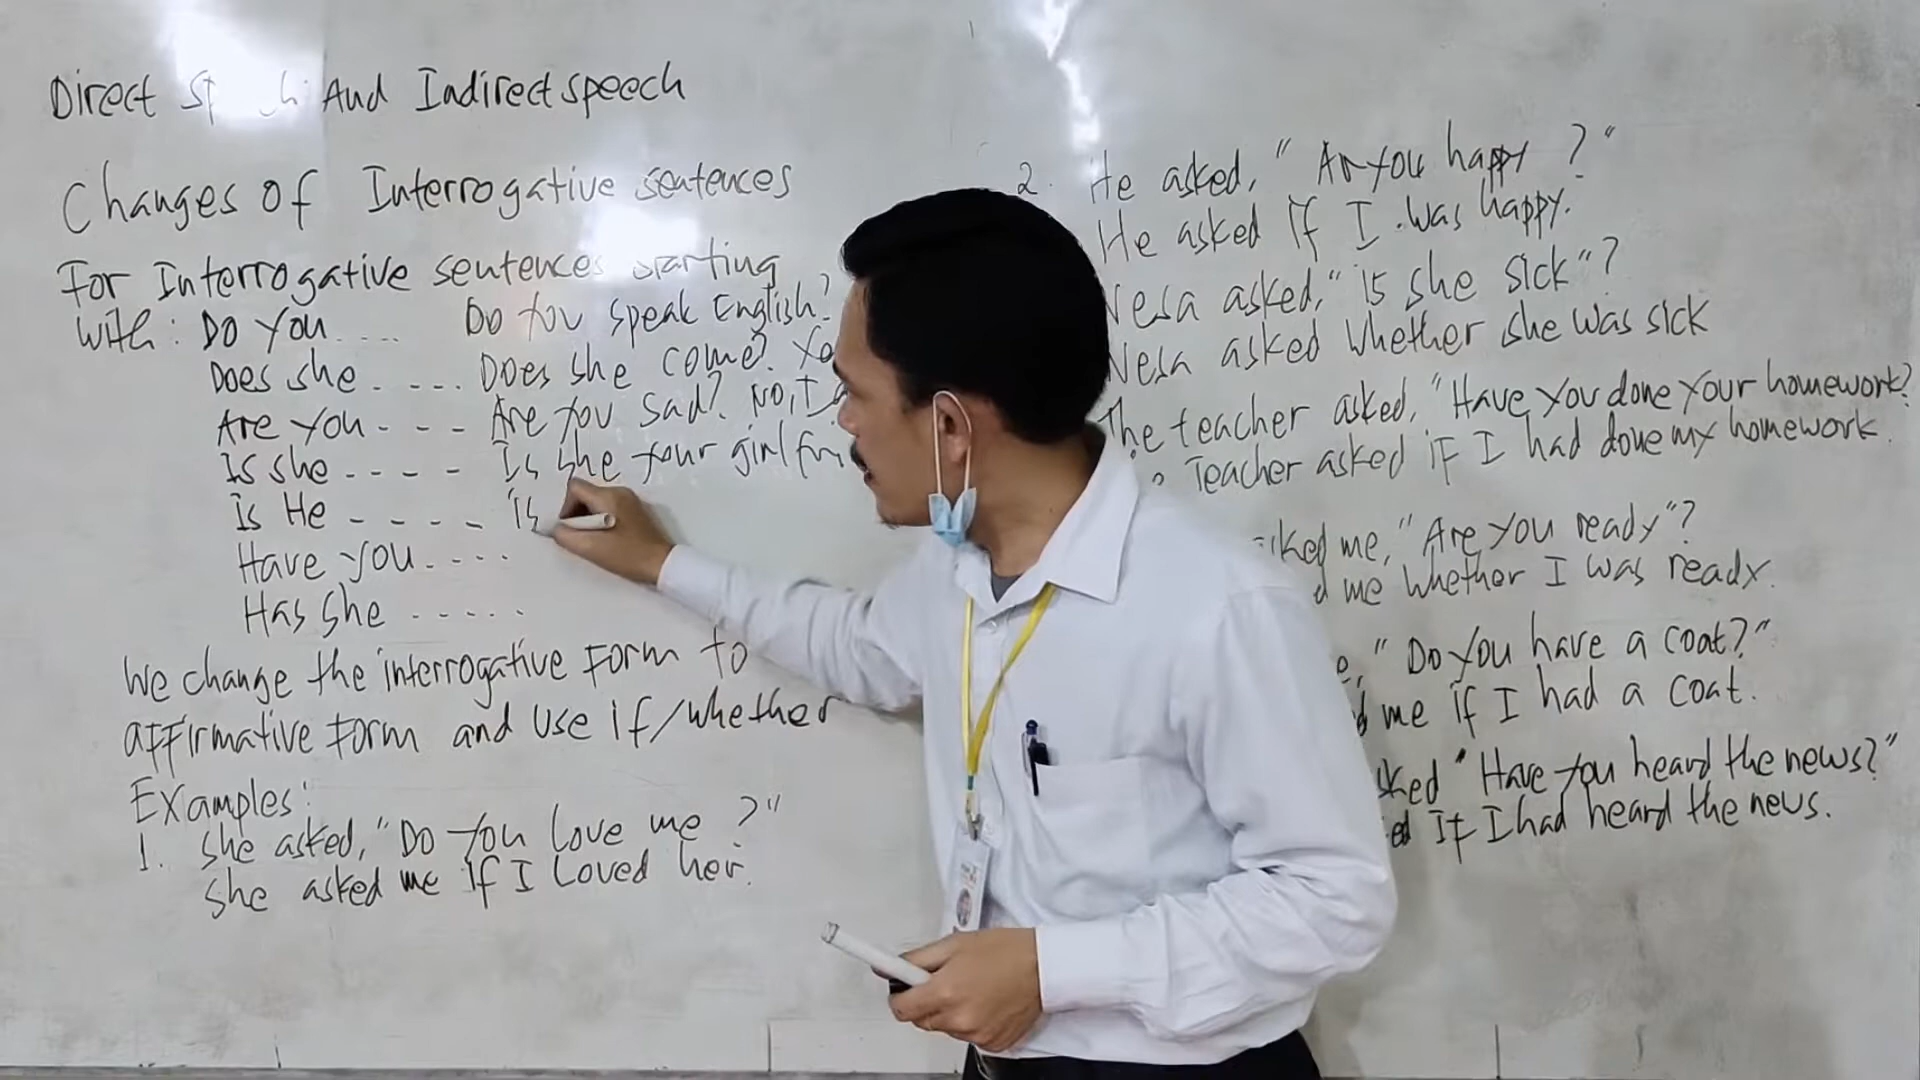 Direct And Indirect speech
Changes of Interrogative sentences
For Interrogative sentences starting
with: Do You.... Do You speak English?
Does she..... Does she come?
Are you.... Are You Sad? No, I
Is she..... Is She Your
Is He..... is
Have you.....
Has She.....
We change the interrogative Form to
affirmative Form and use if/whether
Examples:
1. She asked, "Do You Love me?"
She asked me if I Loved her.
2. He asked, "Are you happy?"
He asked if I was happy.
Nesa asked, "is she sick"?
Nesa asked whether she was sick
The teacher asked, "Have you done your homework?
Teacher asked if I had done my homework.
me, "Are you ready"?
me whether I was ready.
"Do you have a coat?"
me if I had a coat.
"Have you heard the news?"
If I had heard the news.